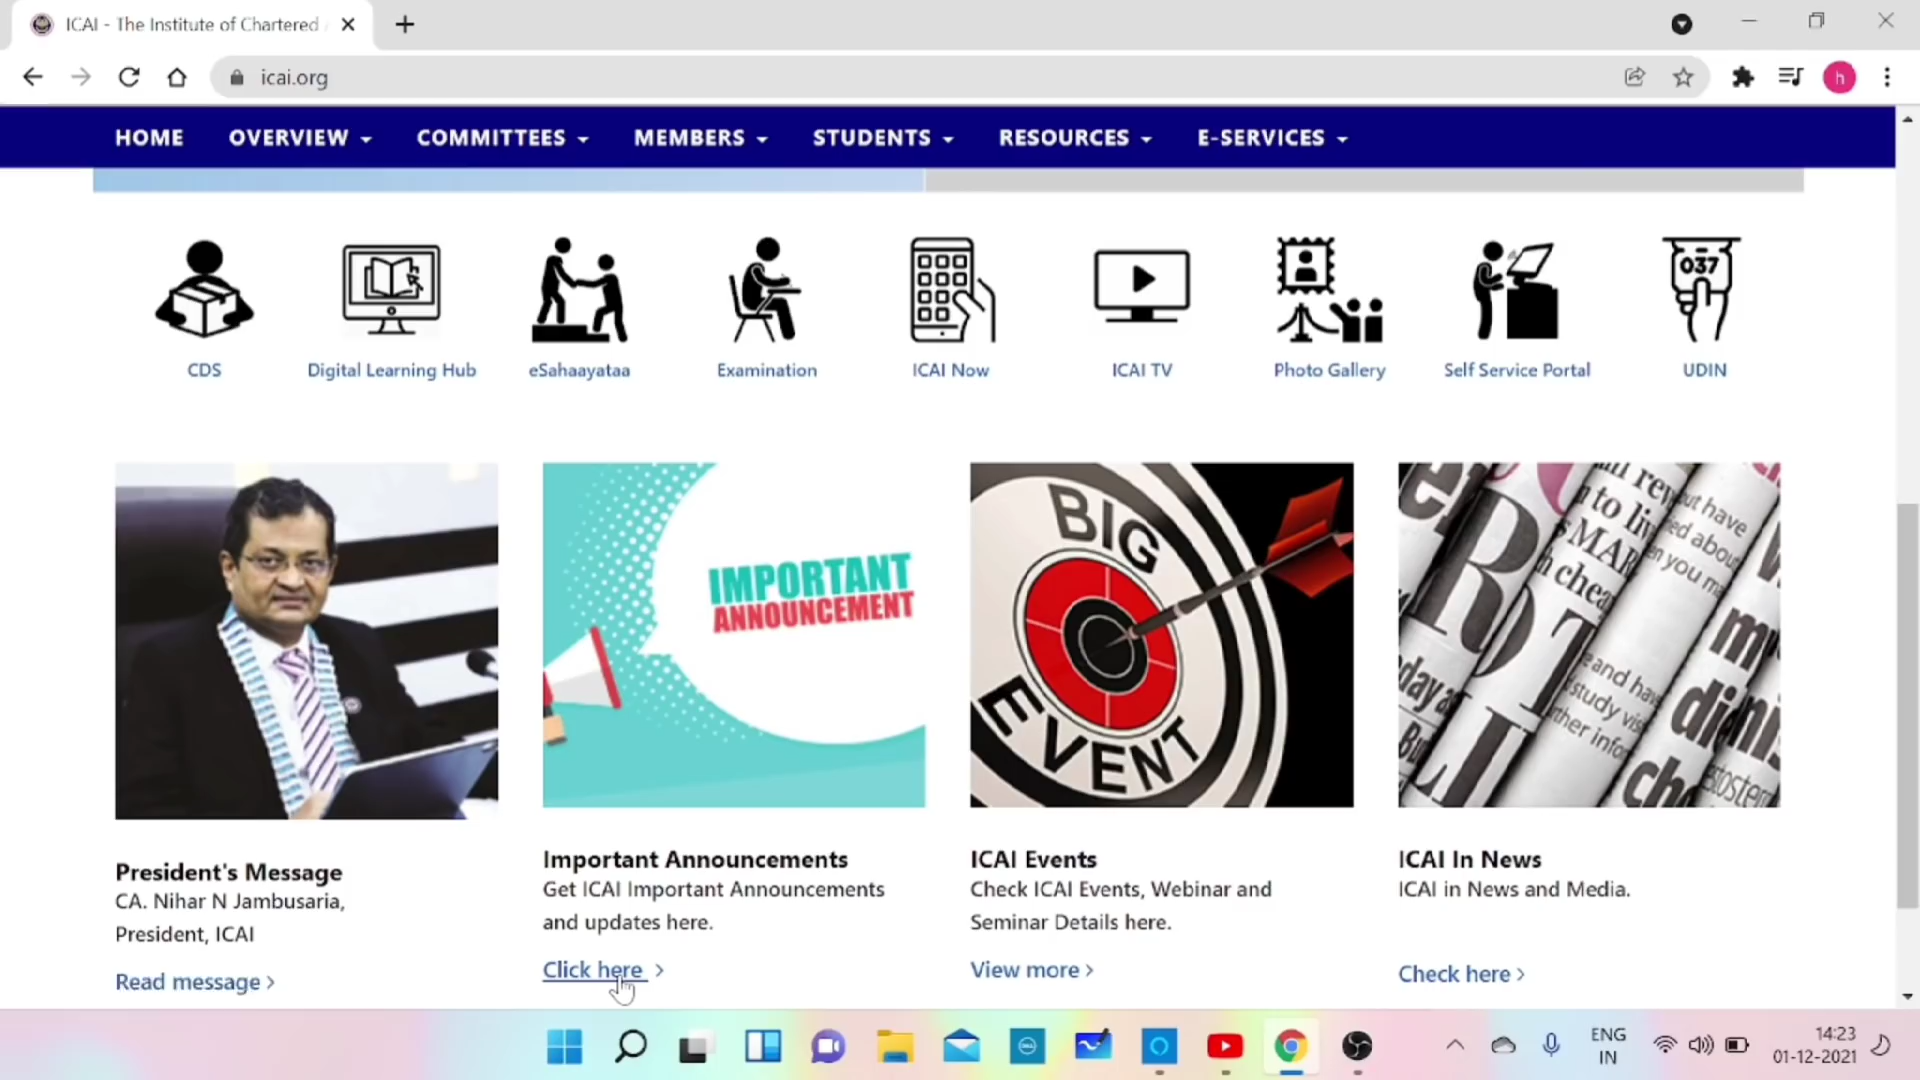 ICAI - The Institute of Chartered
icai.org
h
HOME OVERVIEW COMMITTEES MEMBERS STUDENTS RESOURCES E-SERVICES
037
CDS Digital Learning Hub eSahaayataa Examination ICAI Now ICAI TV Photo Gallery Self Service Portal UDIN
IMPORTANT
ANNOUNCEMENT
BIG
EVENT
President's Message
CA. Nihar N Jambusaria,
President, ICAI
Read message >
Important Announcements
Get ICAI Important Announcements
and updates here.
Click here >
ICAI Events
Check ICAI Events, Webinar and
Seminar Details here.
View more >
ICAI In News
ICAI in News and Media.
Check here >
DELL
ENG
IN
14:23
01-12-2021